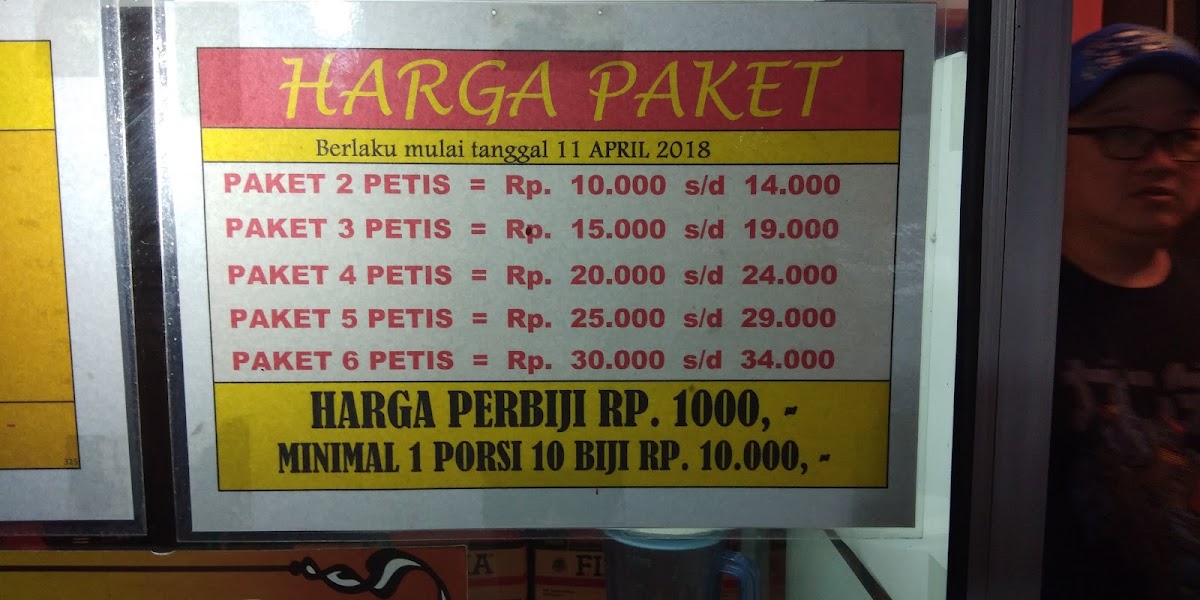 HARGA PAKET
Berlaku mulai tanggal 11 APRIL 2018
PAKET 2 PETIS = Rp. 10.000 s/d 14.000
PAKET 3 PETIS = Rp. 15.000 s/d 19.000
PAKET 4 PETIS = Rp. 20.000 s/d 24.000
PAKET 5 PETIS = Rp. 25.000 s/d 29.000
PAKET 6 PETIS = Rp. 30.000 s/d 34.000
HARGA PERBIJI RP. 1000, -
MINIMAL 1 PORSI 10 BIJI RP. 10.000, -